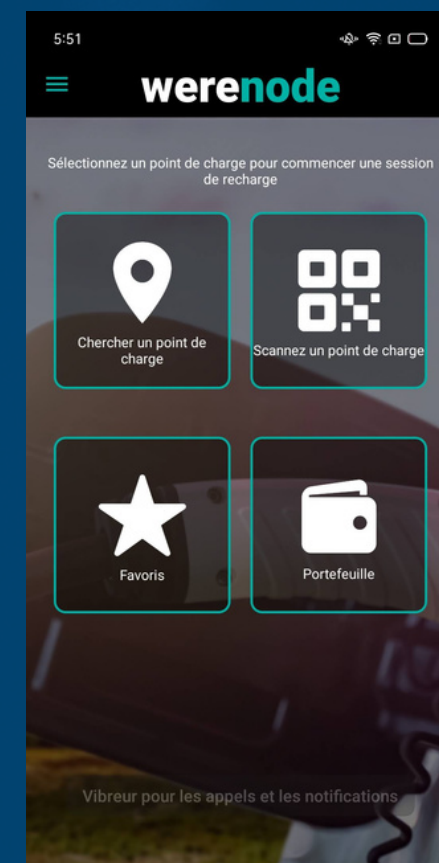 5:51
werenode
Sélectionnez un point de charge pour commencer une session
de recharge
Chercher un point de
charge
Scannez un point de charge
Favoris
Portefeuille
Vibreur pour les appels et les notifications